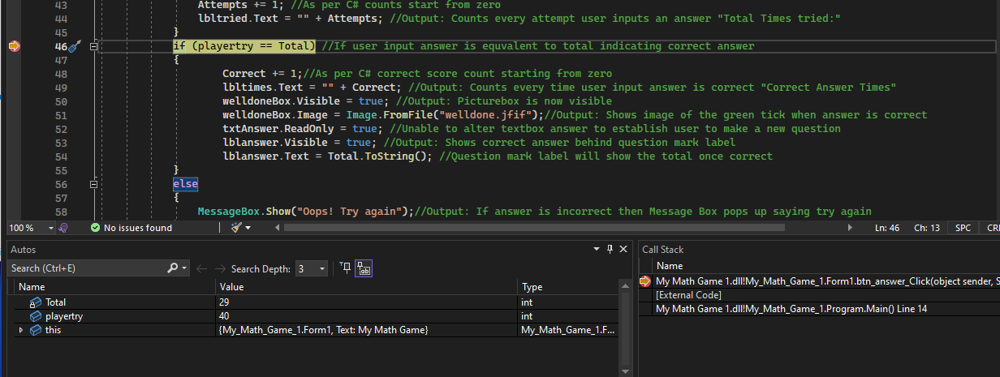 43 Attempts += 1; //As per C# counts start from zero
44 lbltried.Text = "" + Attempts; //Output: Counts every attempt user inputs an answer "Total Times tried:"
45 }
46 if (playertry == Total) //If user input answer is equvalent to total indicating correct answer
47 {
48 Correct += 1;//As per C# correct score count starting from zero
49 lbltimes.Text = "" + Correct; //Output: Counts every time user input answer is correct "Correct Answer Times"
50 welldoneBox.Visible = true; //Output: Picturebox is now visible
51 welldoneBox.Image = Image.FromFile("welldone.jfif");//Output: Shows image of the green tick when answer is correct
52 txtAnswer.ReadOnly = true; //Unable to alter textbox answer to establish user to make a new question
53 lblanswer.Visible = true; //Output: Shows correct answer behind question mark label
54 lblanswer.Text = Total.ToString(); //Question mark label will show the total once correct
55 }
56 else
57 {
58 MessageBox.Show("Oops! Try again");//Output: If answer is incorrect then Message Box pops up saying try again
100 % No issues found Ln: 46 Ch: 13 SPC CR
Autos
Search (Ctrl+E) Search Depth: 3
Name Value Type
Total 29 int
playertry 40 int
this {My_Math_Game_1.Form1, Text: My Math Game} My_Math_Game_1.F...
Call Stack
Name
My Math Game 1.dll!My_Math_Game_1.Form1.btn_answer_Click(object sender, S
[External Code]
My Math Game 1.dll!My_Math_Game_1.Program.Main() Line 14